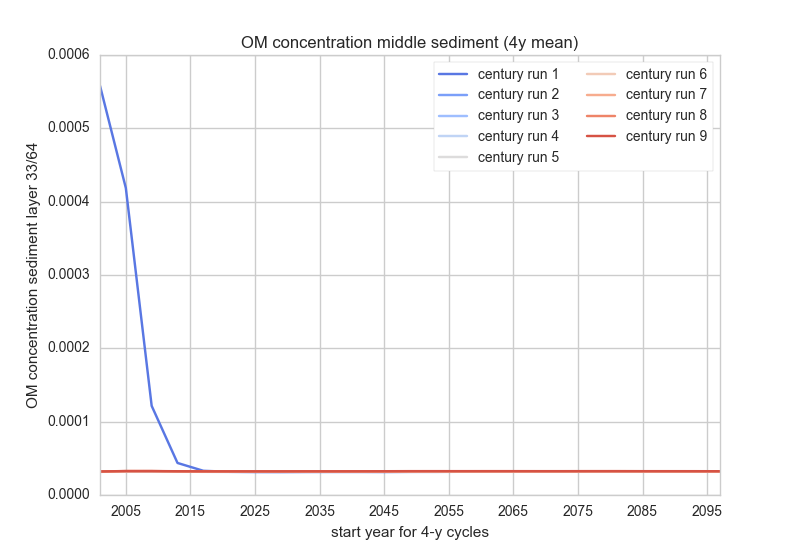 OM concentration middle sediment (4y mean)
OM concentration sediment layer 33/64
0.0006
0.0005
0.0004
0.0003
0.0002
0.0001
0.0000
century run 1
century run 2
century run 3
century run 4
century run 5
century run 6
century run 7
century run 8
century run 9
2005 2015 2025 2035 2045 2055 2065 2075 2085 2095
start year for 4-y cycles